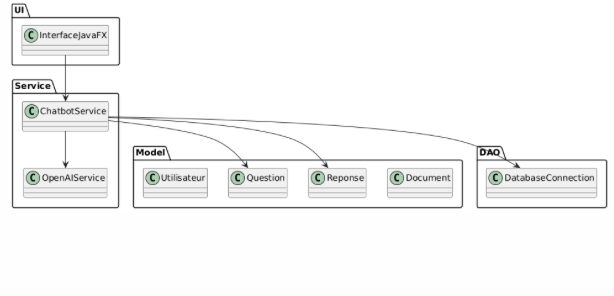 UI
C InterfaceJavaFX
Service
C ChatbotService
C OpenAIService
Model
C Utilisateur
C Question
C Reponse
C Document
DAO
C DatabaseConnection